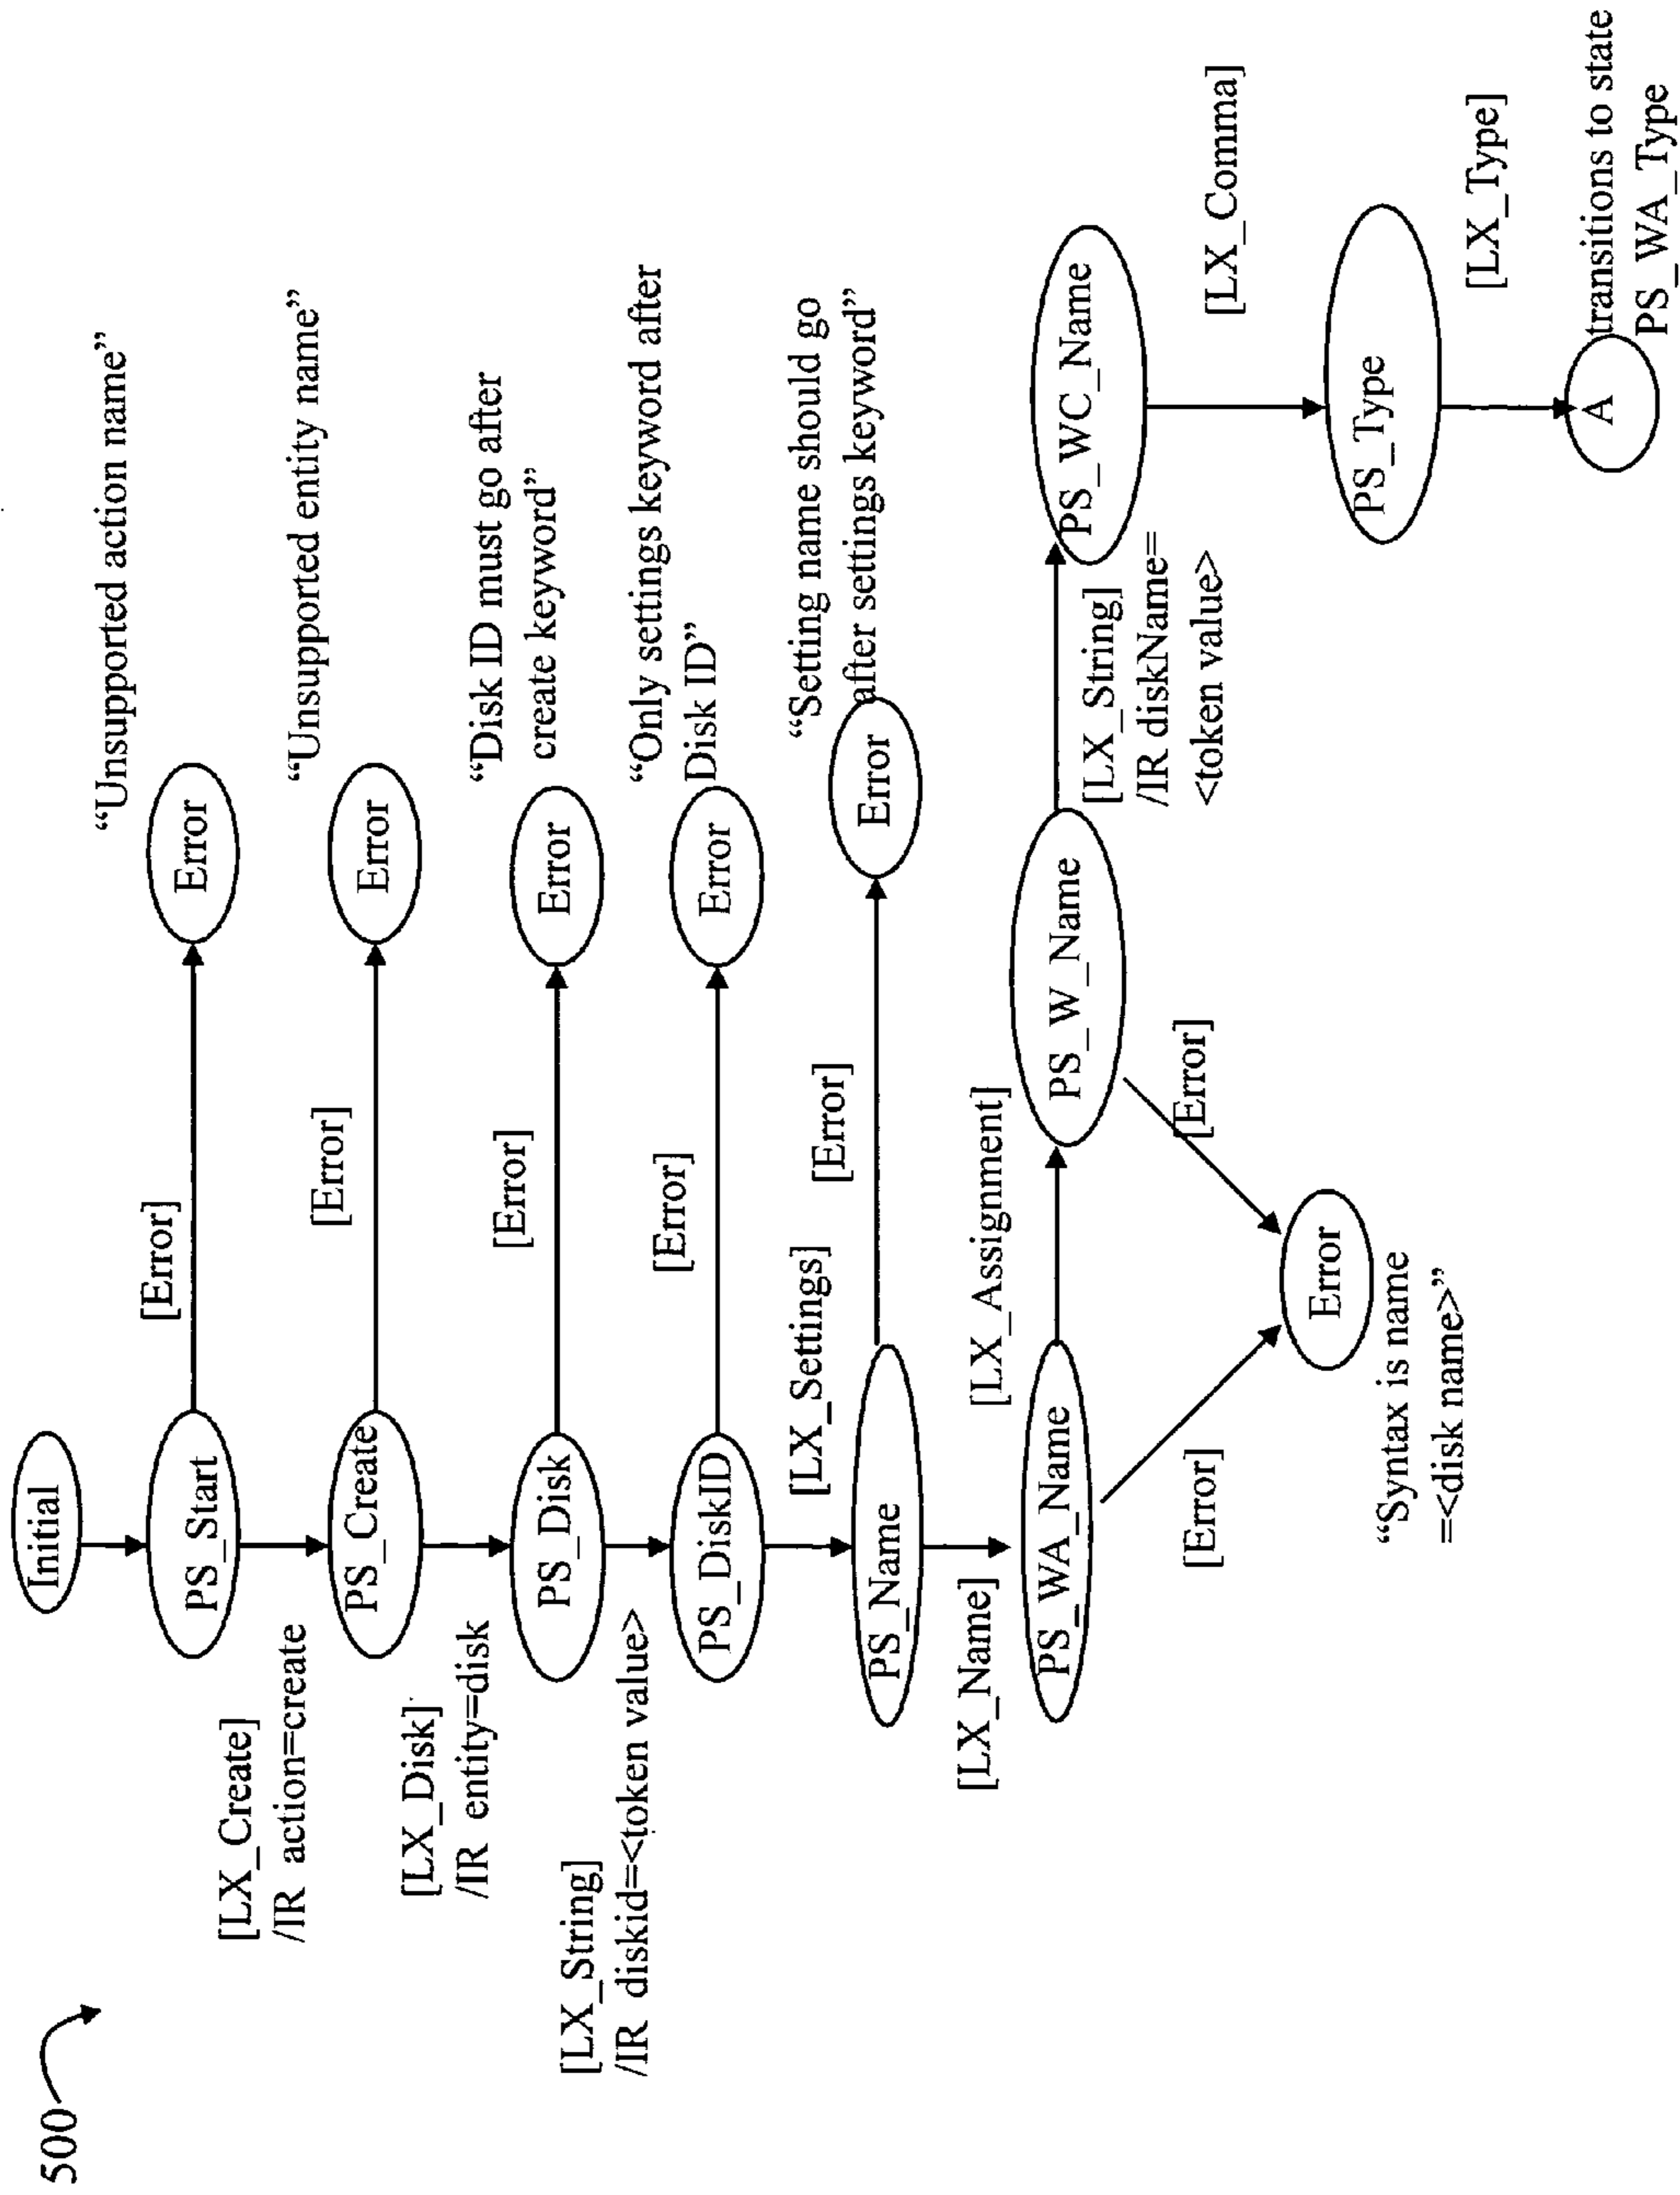 500
Initial
PS_Start
[Error]
Error
“Unsupported action name”
[LX_Create]
/IR action=create
PS_Create
[Error]
Error
“Unsupported entity name”
[LX_Disk]
/IR entity=disk
PS_Disk
[Error]
Error
“Disk ID must go after
create keyword”
[LX_String]
/IR diskid=<token value>
PS_DiskID
[Error]
Error
“Only settings keyword after
Disk ID”
[LX_Settings]
PS_Name
[Error]
Error
“Setting name should go
after settings keyword”
[LX_Name]
PS_WA_Name
[LX_Assignment]
PS_W_Name
[LX_String]
/IR diskName=
<token value>
PS_WC_Name
[Error]
[Error]
Error
“Syntax is name
=<disk name>”
[LX_Comma]
PS_Type
[LX_Type]
A
transitions to state
PS_WA_Type